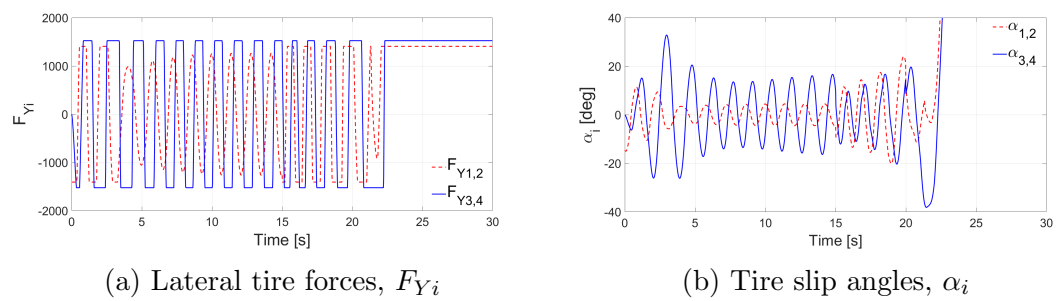 2000
1000
0
-1000
-2000
F_Yi
F_Y1,2
F_Y3,4
0 5 10 15 20 25 30
Time [s]
(a) Lateral tire forces, F_{Yi}
40
20
0
-20
-40
α_i [deg]
α_1,2
α_3,4
0 5 10 15 20 25 30
Time [s]
(b) Tire slip angles, α_i